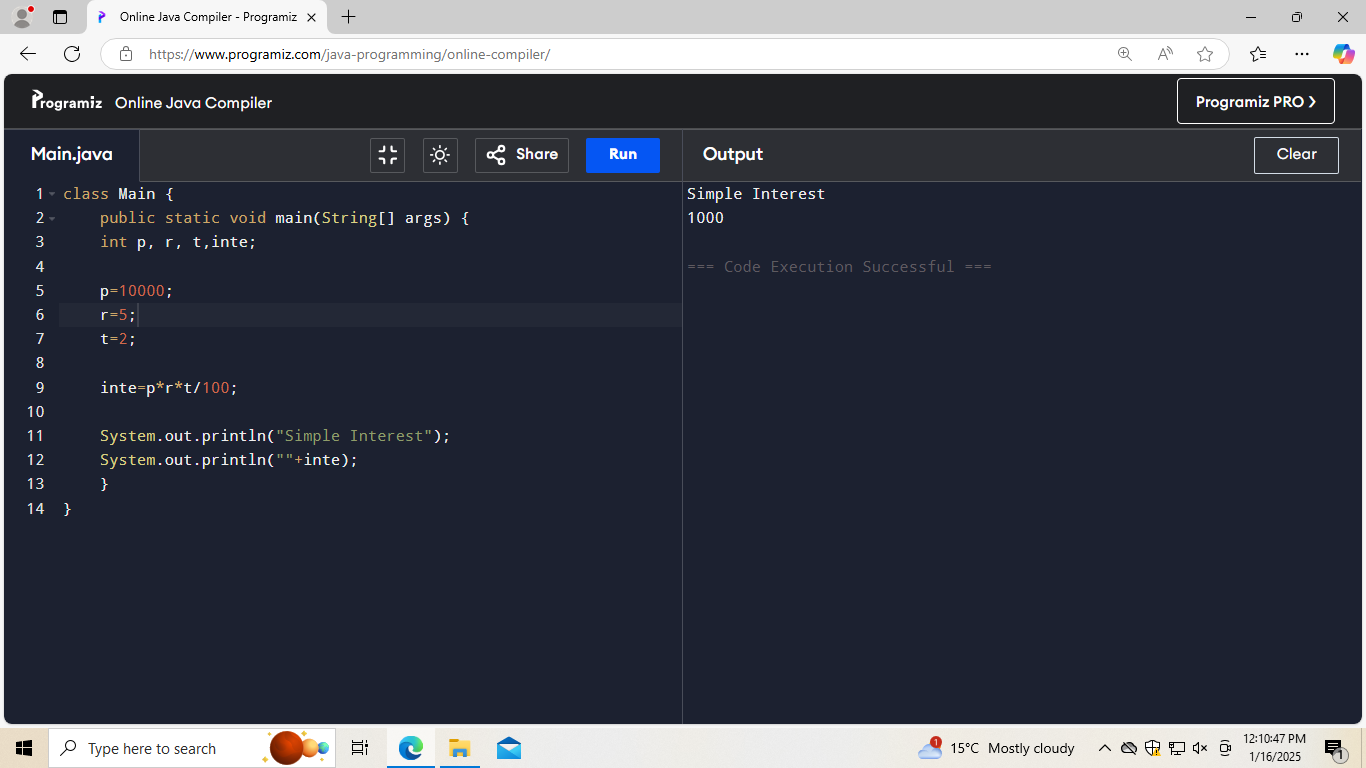 Online Java Compiler - Programiz
https://www.programiz.com/java-programming/online-compiler/
Programiz Online Java Compiler
Programiz PRO >
Main.java
Share
Run
Output
Clear
1 class Main {
2     public static void main(String[] args) {
3     int p, r, t,inte;
4
5     p=10000;
6     r=5;
7     t=2;
8
9     inte=p*r*t/100;
10
11     System.out.println("Simple Interest");
12     System.out.println(""+inte);
13     }
14 }
Simple Interest
1000
=== Code Execution Successful ===
Type here to search
1
15°C Mostly cloudy
12:10:47 PM
1/16/2025
1